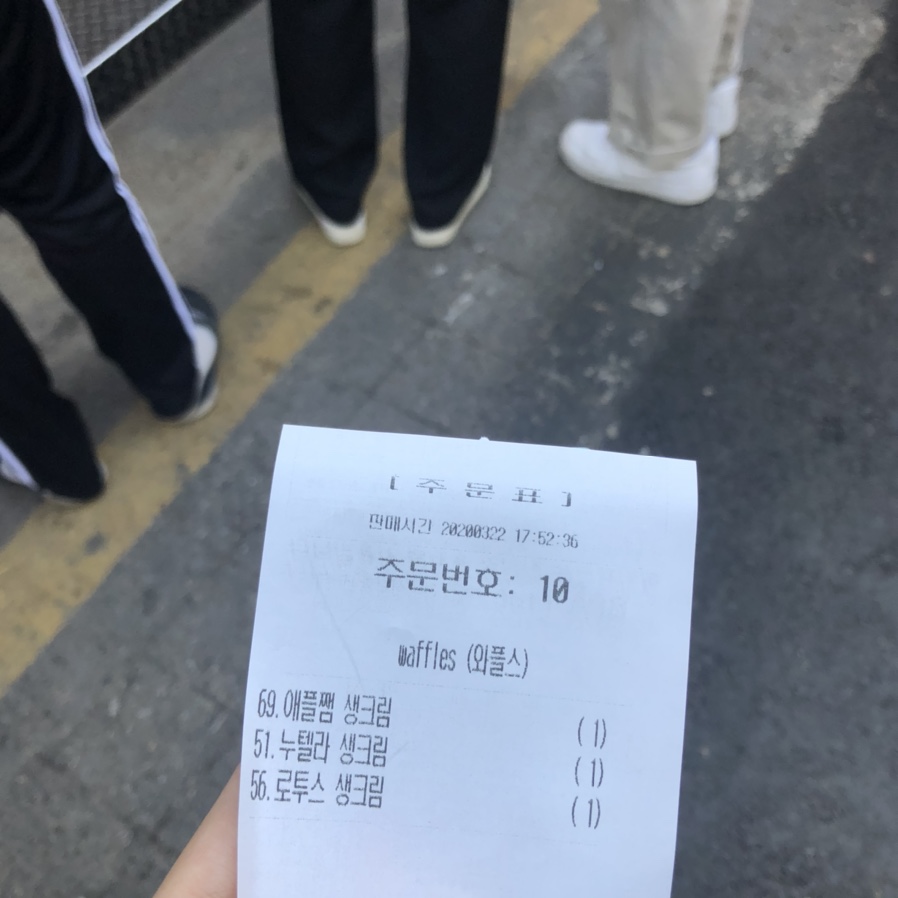 [ 주 문 표 ]
판매시간 20200322 17:52:36
주문번호: 10
waffles (와플스)
69.애플쨈 생크림 (1)
51.누텔라 생크림 (1)
56.로투스 생크림 (1)